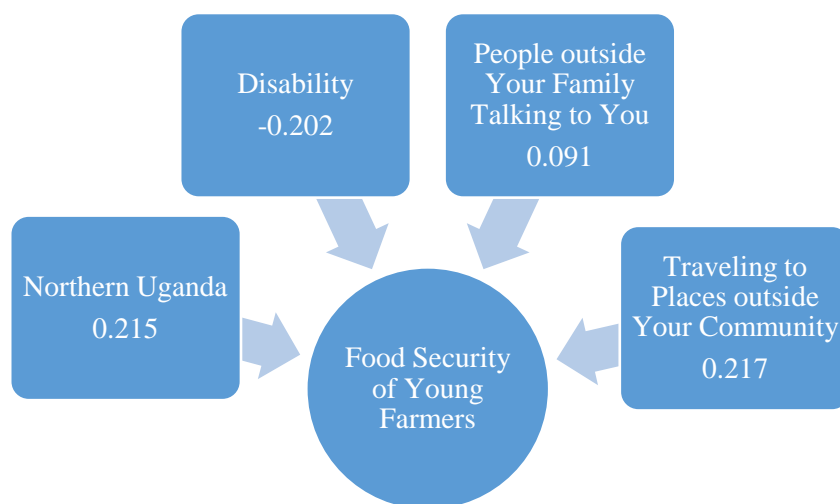 Disability
-0.202
People outside
Your Family
Talking to You
0.091
Northern Uganda
0.215
Traveling to
Places outside
Your Community
0.217
Food Security
of Young
Farmers